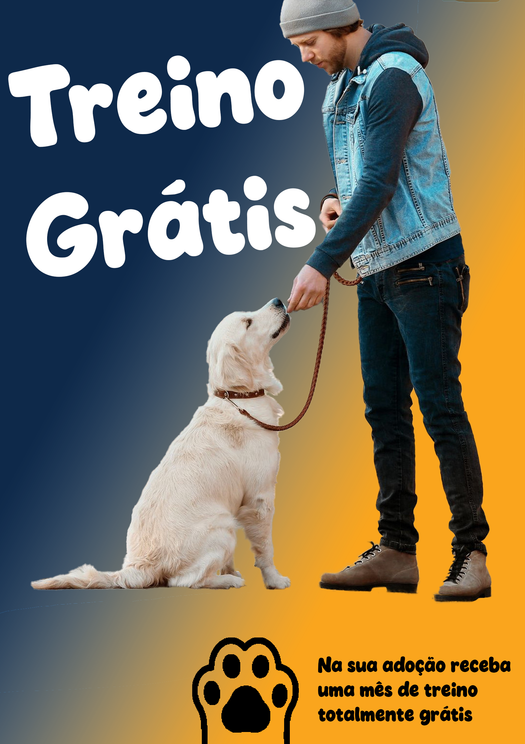 Treino
Grátis
Na sua adoção receba
uma mês de treino
totalmente grátis